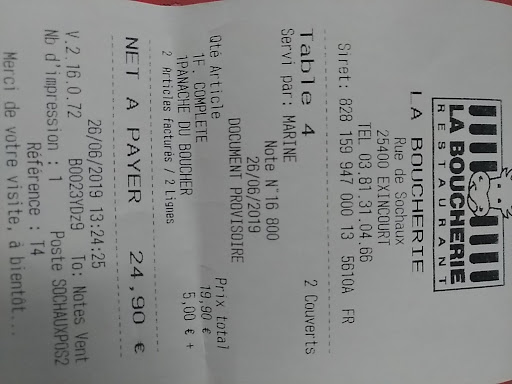 LA BOUCHERIE
RESTAURANT
LA BOUCHERIE
Rue de Sochaux
25400 EXINCOURT
TEL 03.81.31.04.66
Siret: 828 159 947 000 13 5610A FR
Table 4 2 Couverts
Servi par: MARINE
Note N°16 800
26/06/2019
DOCUMENT PROVISOIRE
Qté Article Prix total
1F. COMPLETE 19,90 €
1PANACHE DU BOUCHER 5,00 € +
2 Articles facturés / 2 Lignes
NET A PAYER 24,90 €
26/06/2019 13:24:25
V.2.16.0.72 B0023YDz9 To: Notes Vent
Nb d'impression : 1 Poste SOCHAUXPOS2
Référence : T4
Merci de votre visite, à bientôt...